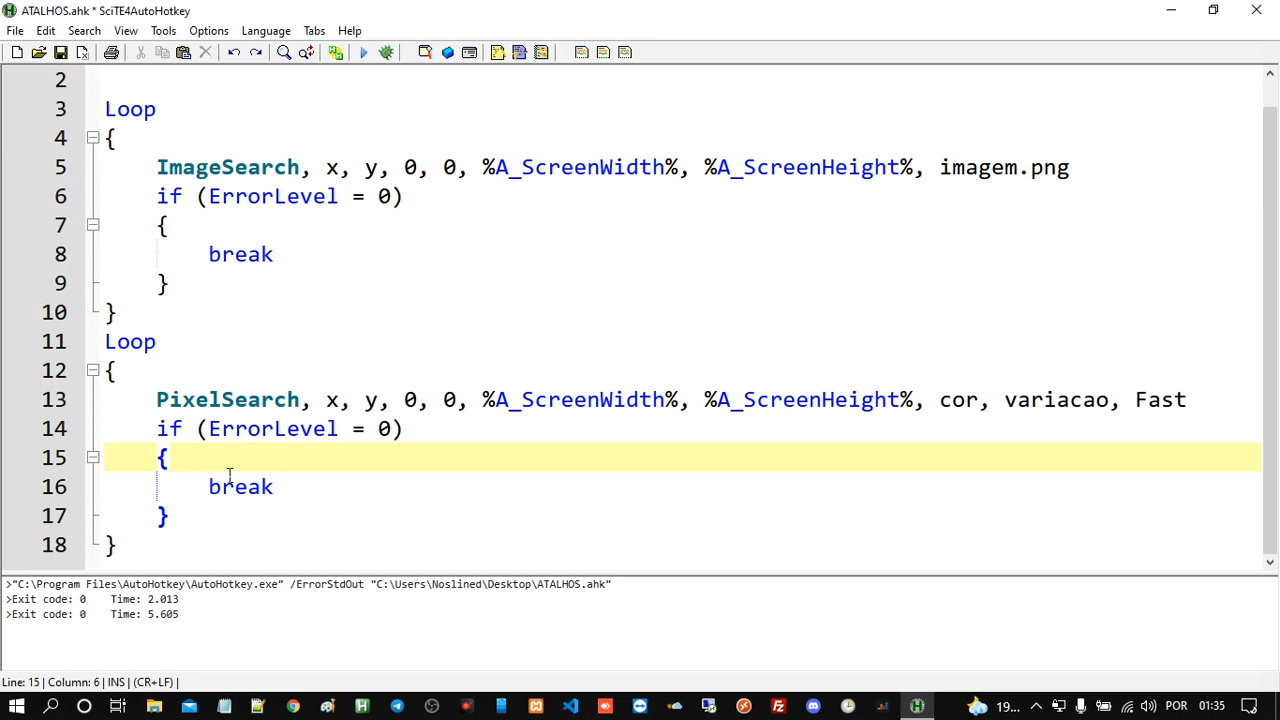 ATALHOS.ahk * SciTE4AutoHotkey
File Edit Search View Tools Options Language Tabs Help
2
3 Loop
4 {
5 ImageSearch, x, y, 0, 0, %A_ScreenWidth%, %A_ScreenHeight%, imagem.png
6 if (ErrorLevel = 0)
7 {
8 break
9 }
10 }
11 Loop
12 {
13 PixelSearch, x, y, 0, 0, %A_ScreenWidth%, %A_ScreenHeight%, cor, variacao, Fast
14 if (ErrorLevel = 0)
15 {
16 break
17 }
18 }
>"C:\Program Files\AutoHotkey\AutoHotkey.exe" /ErrorStdOut "C:\Users\Noslined\Desktop\ATALHOS.ahk"
>Exit code: 0 Time: 2.013
>Exit code: 0 Time: 5.605
Line: 15 | Column: 6 | INS | (CR+LF) |
19... POR 01:35